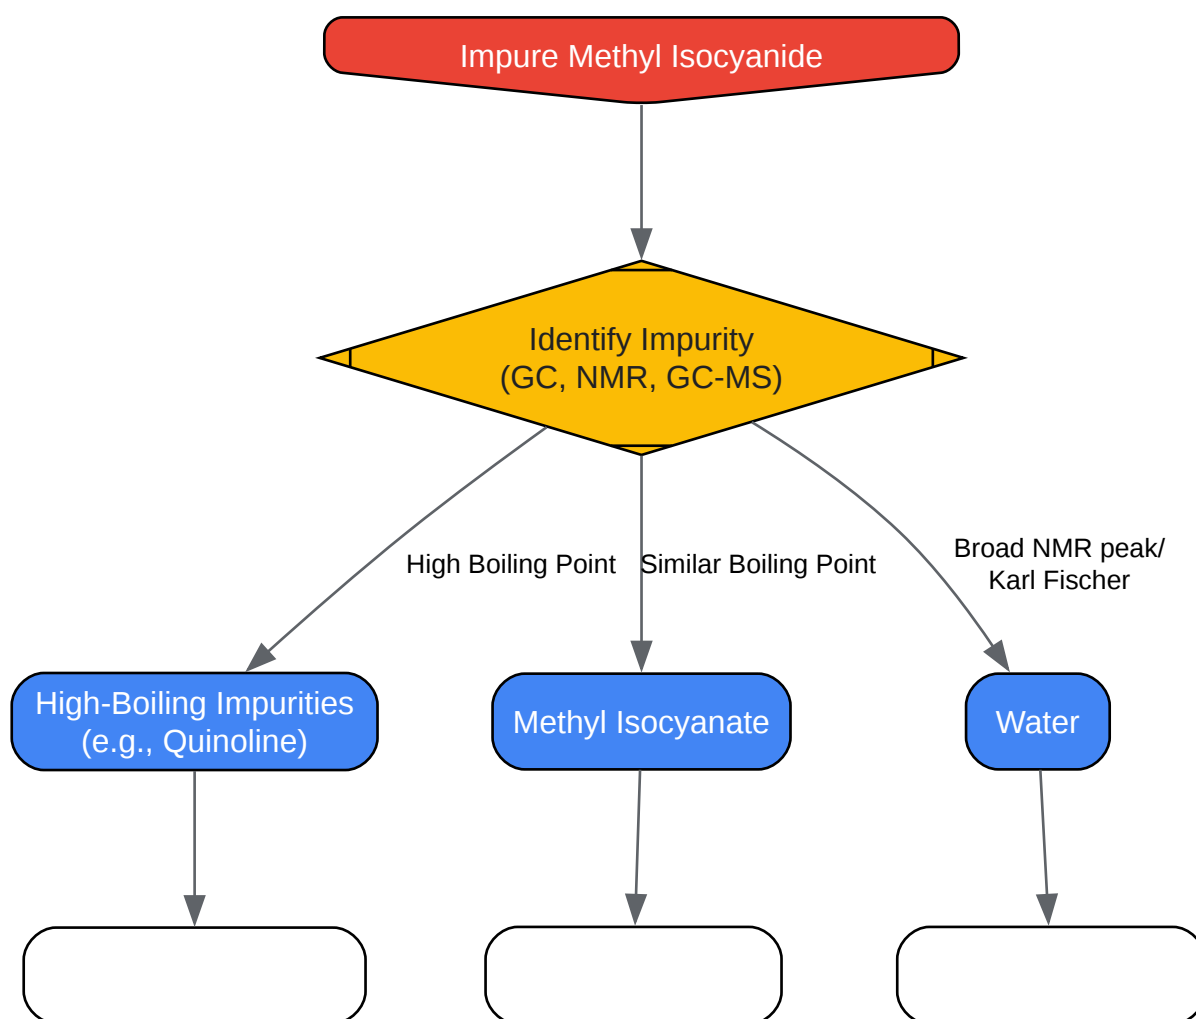 Impure Methyl Isocyanide
Identify Impurity
(GC, NMR, GC-MS)
High Boiling Point
Similar Boiling Point
Broad NMR peak/
Karl Fischer
High-Boiling Impurities
(e.g., Quinoline)
Methyl Isocyanate
Water